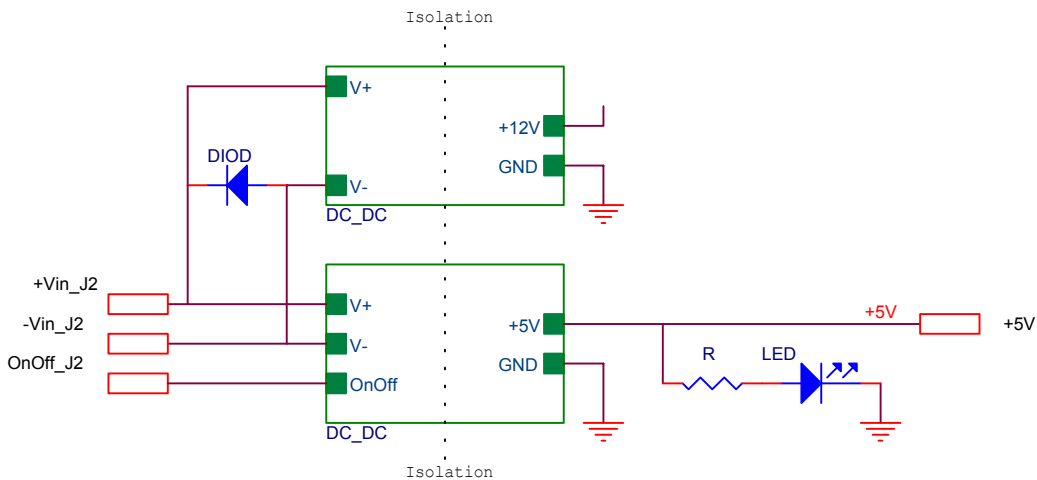 Isolation
V+
+12V
DIOD
GND
V-
DC_DC
+Vin_J2
V+
+5V
-Vin_J2
+5V
+5V
V-
OnOff_J2
GND
R
LED
OnOff
DC_DC
Isolation